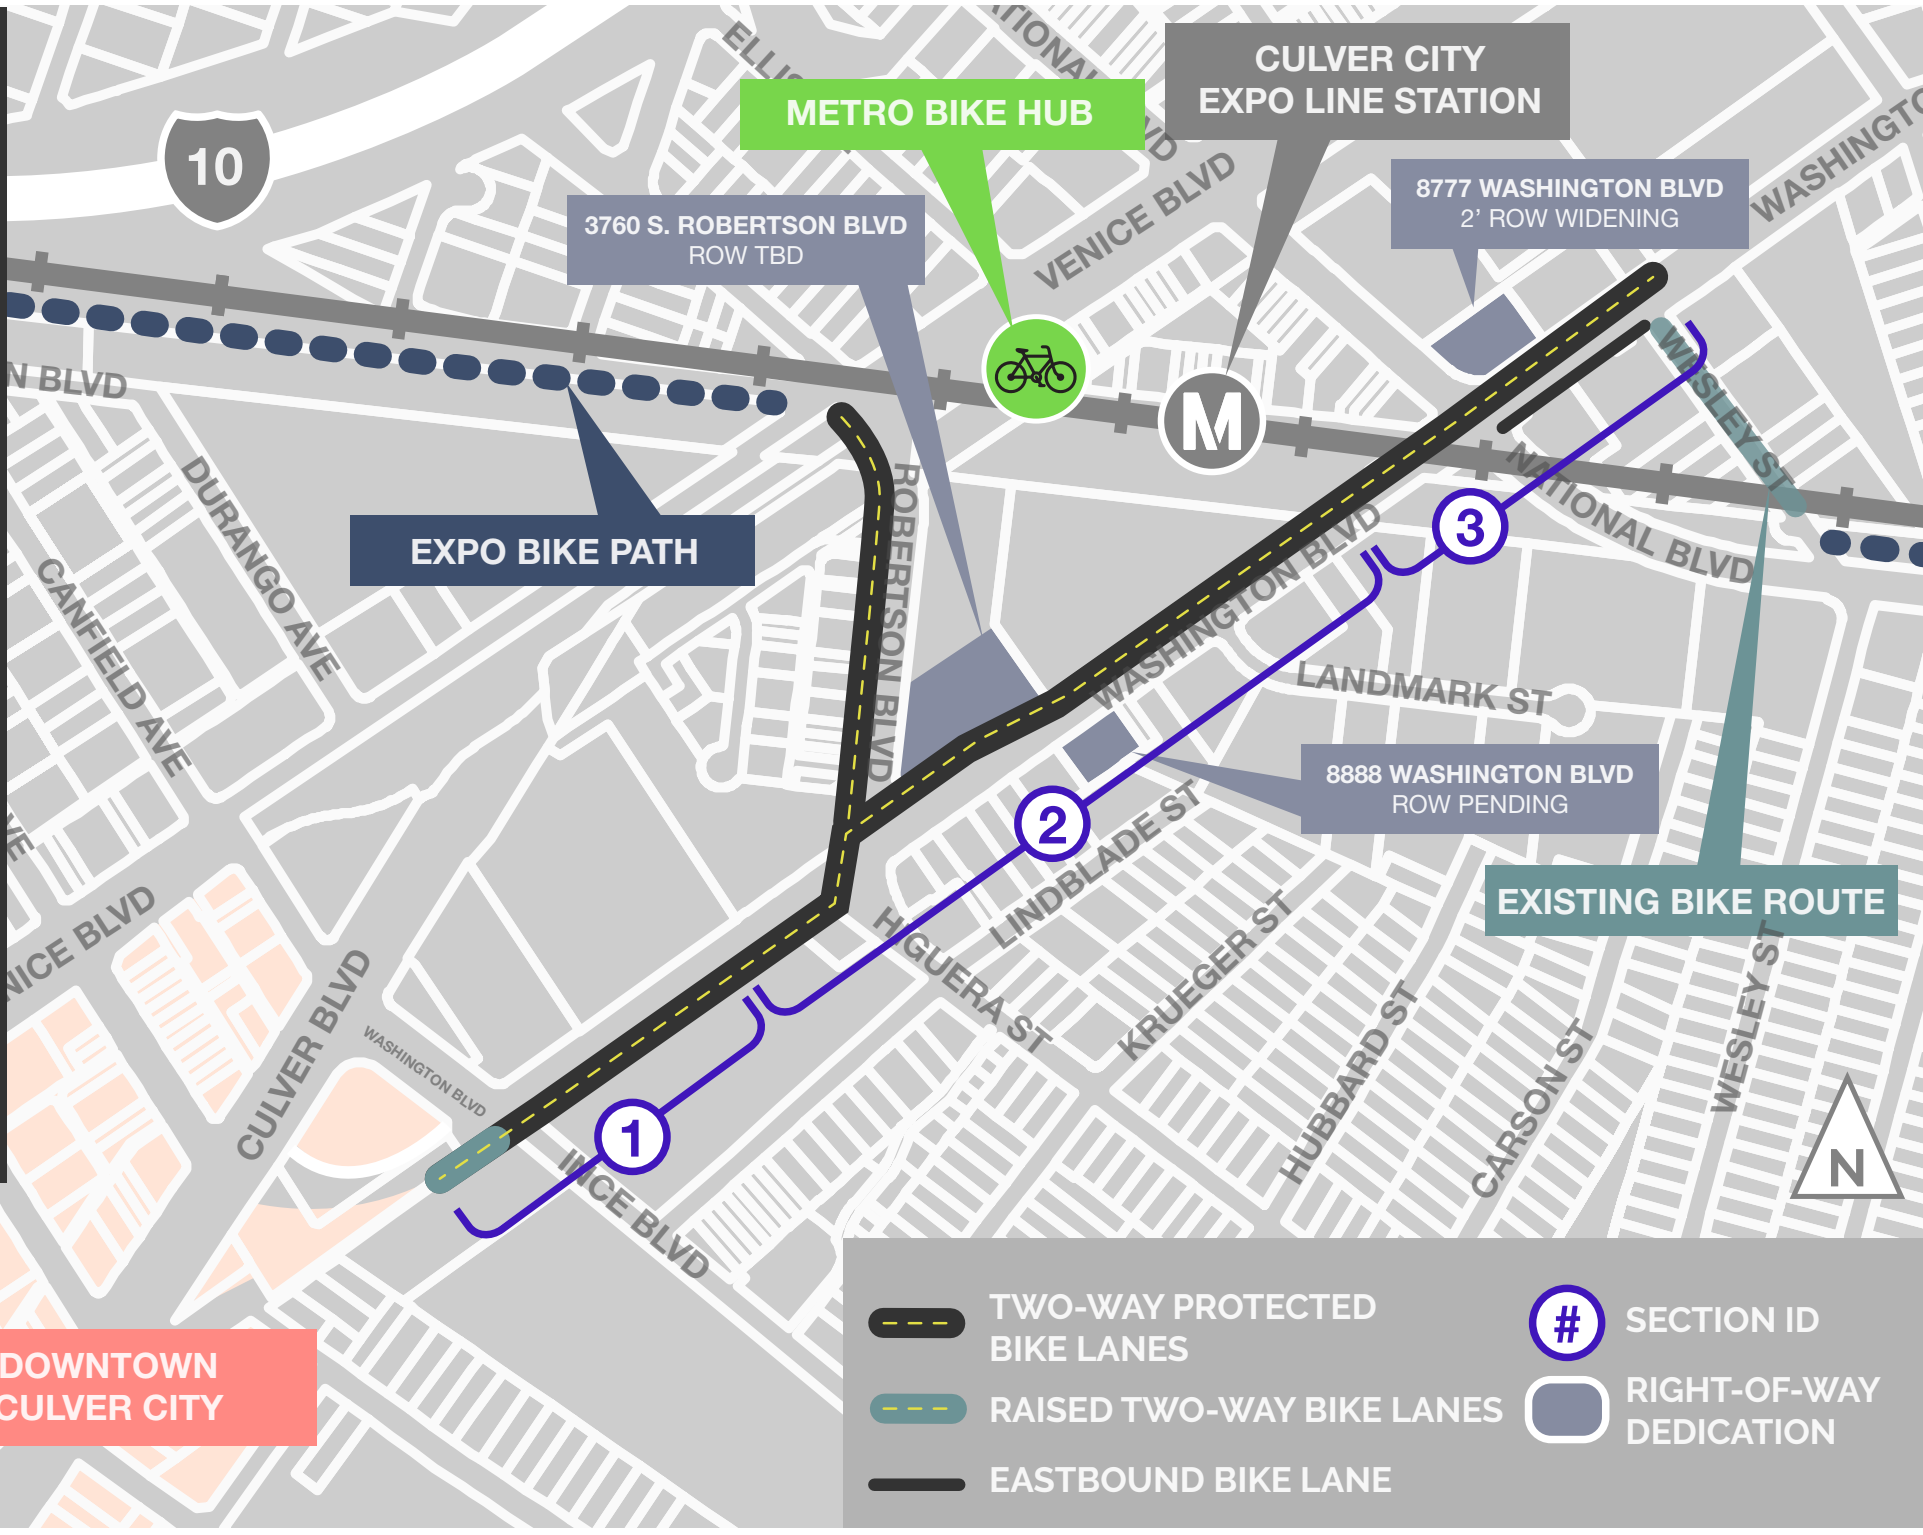 CULVER CITY
EXPO LINE STATION
METRO BIKE HUB
10
VENICE BLVD
8777 WASHINGTON BLVD
2’ ROW WIDENING
3760 S. ROBERTSON BLVD
ROW TBD
N BLVD
WESLEY ST
M
DURANGO AVE
ROBERTSON BLVD
NATIONAL BLVD
3
EXPO BIKE PATH
CANFIELD AVE
WASHINGTON BLVD
LANDMARK ST
8888 WASHINGTON BLVD
ROW PENDING
2
LINDBLADE ST
EXISTING BIKE ROUTE
NICE BLVD
CULVER BLVD
HIGUERA ST
KRUEGER ST
HUBBARD ST
CARSON ST
WESLEY ST
WASHINGTON BLVD
1
INCE BLVD
N
DOWNTOWN
CULVER CITY
TWO-WAY PROTECTED
BIKE LANES
RAISED TWO-WAY BIKE LANES
EASTBOUND BIKE LANE
# SECTION ID
RIGHT-OF-WAY
DEDICATION